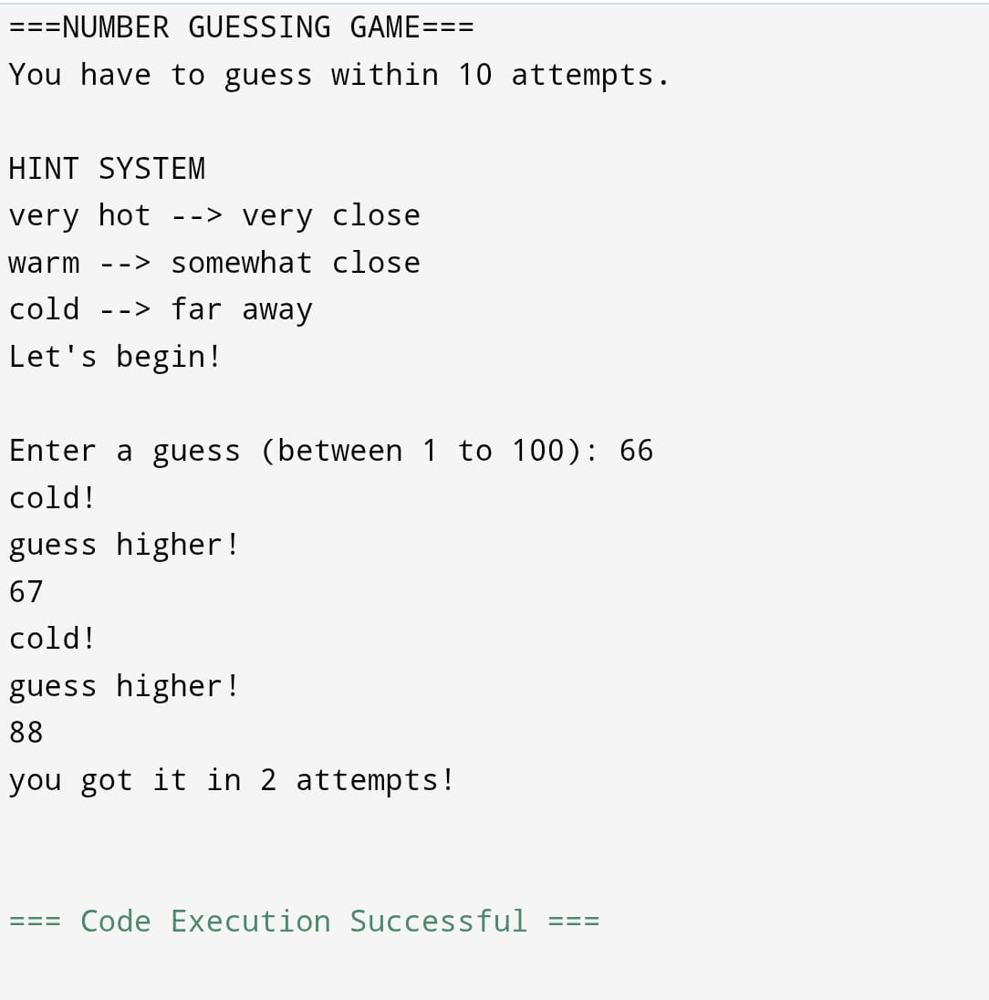 ===NUMBER GUESSING GAME===
You have to guess within 10 attempts.
HINT SYSTEM
very hot --> very close
warm --> somewhat close
cold --> far away
Let's begin!
Enter a guess (between 1 to 100): 66
cold!
guess higher!
67
cold!
guess higher!
88
you got it in 2 attempts!
=== Code Execution Successful ===